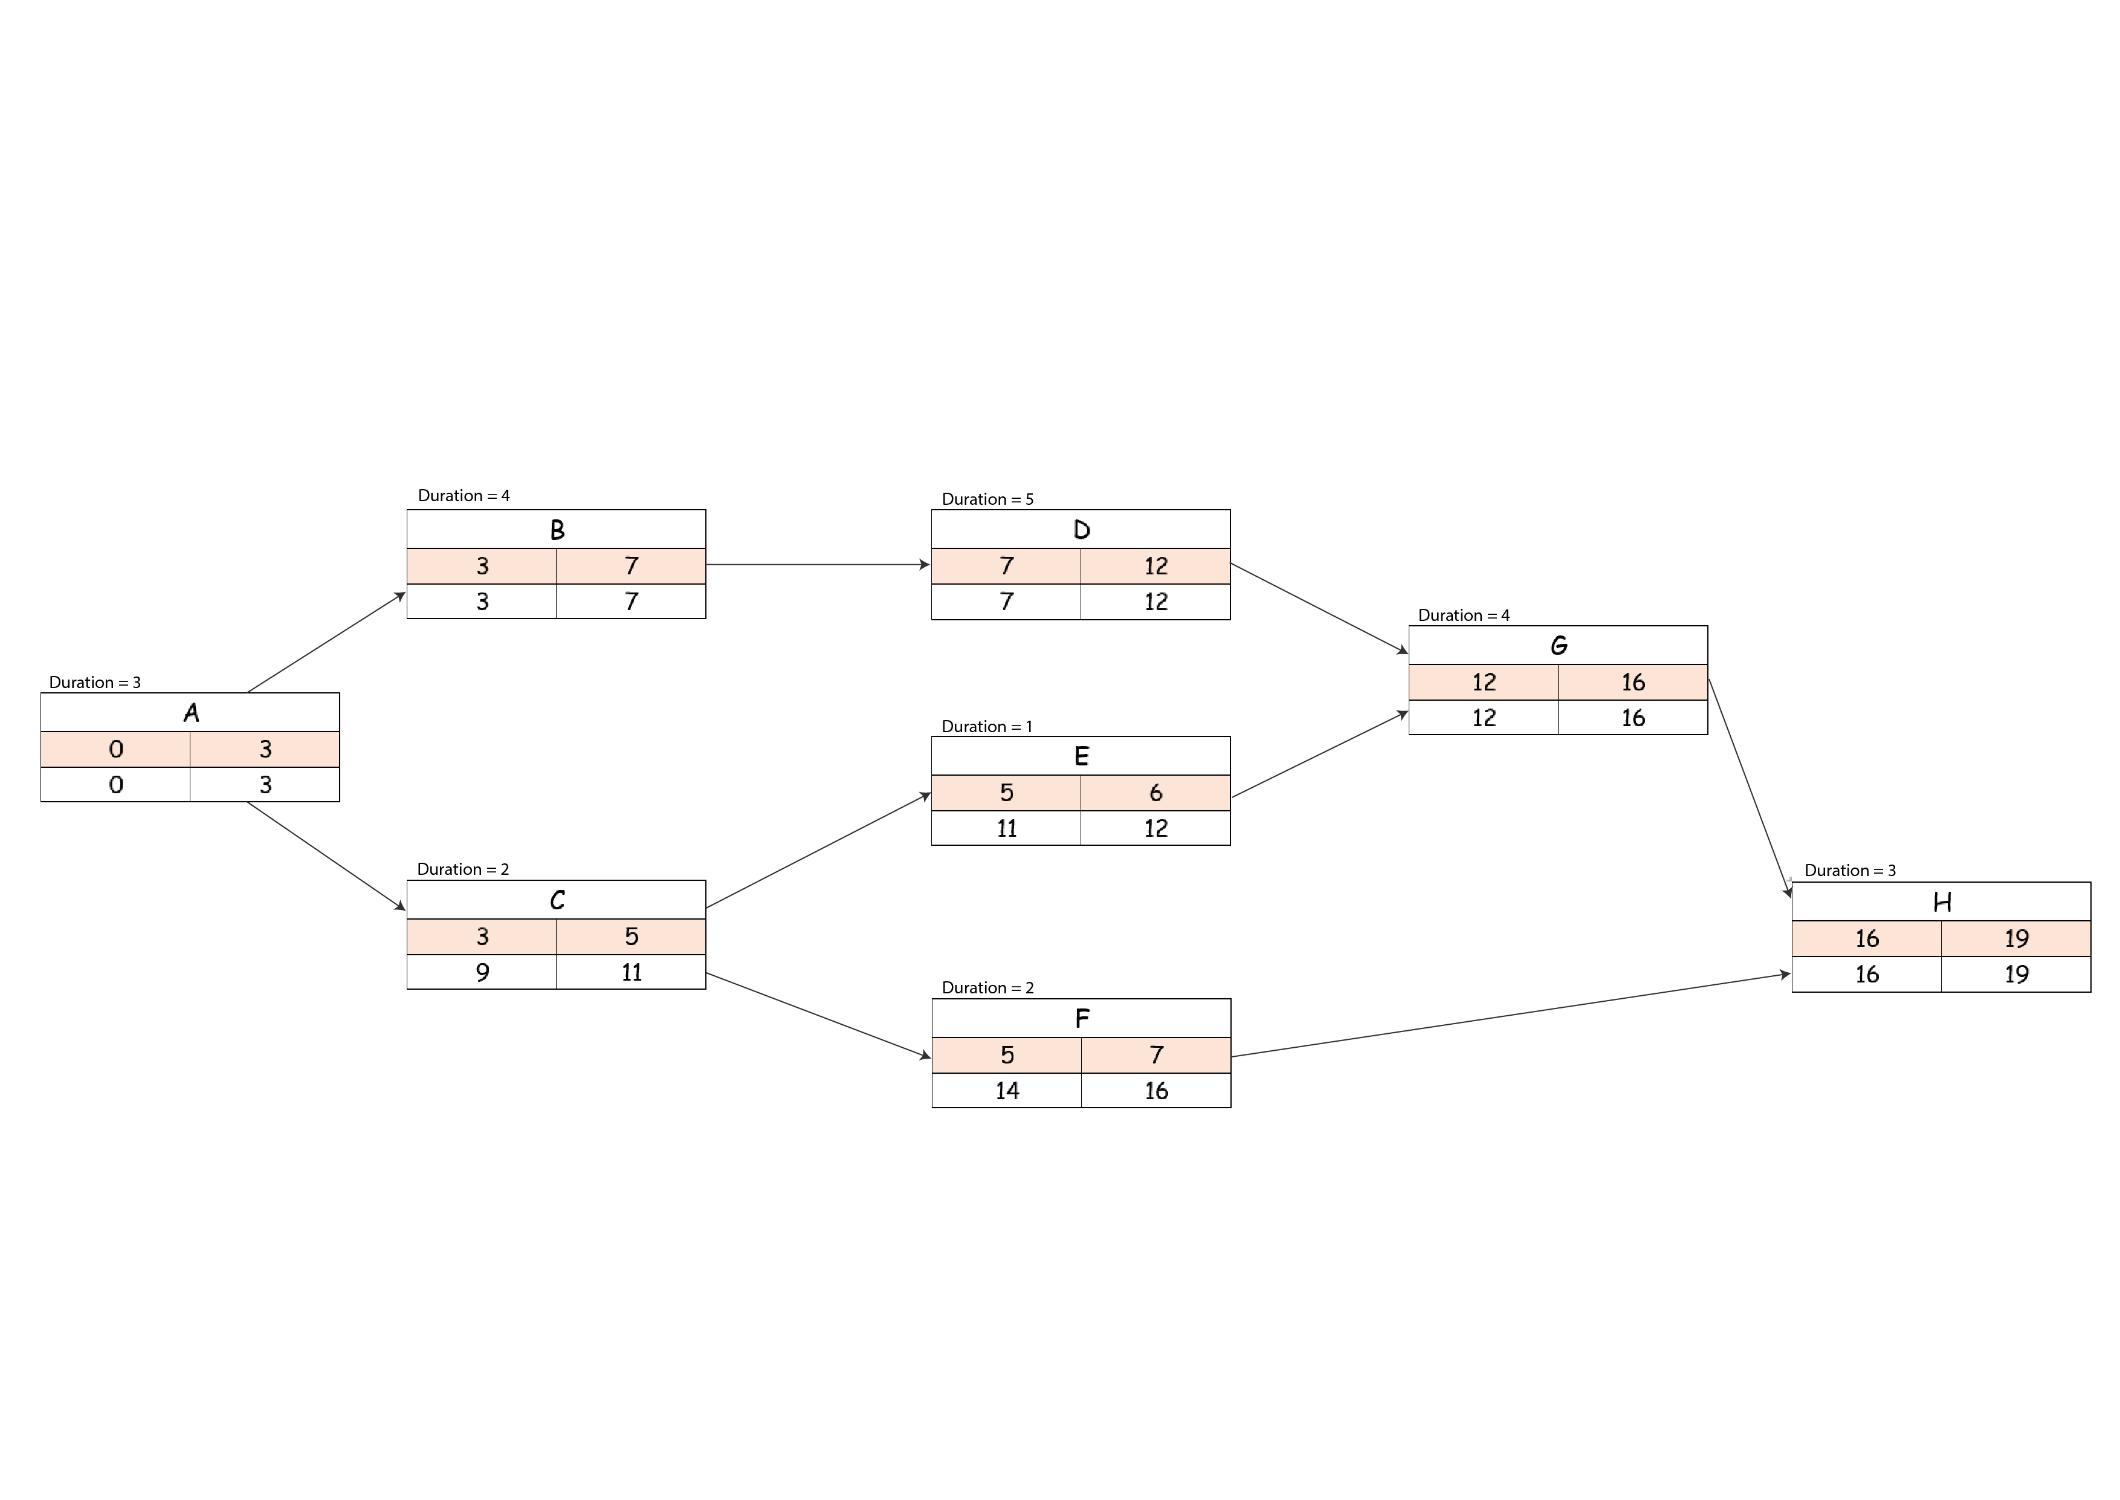 Duration = 3
A
0 3
0 3
Duration = 4
B
3 7
3 7
Duration = 2
C
3 5
9 11
Duration = 5
D
7 12
7 12
Duration = 1
E
5 6
11 12
Duration = 2
F
5 7
14 16
Duration = 4
G
12 16
12 16
Duration = 3
H
16 19
16 19